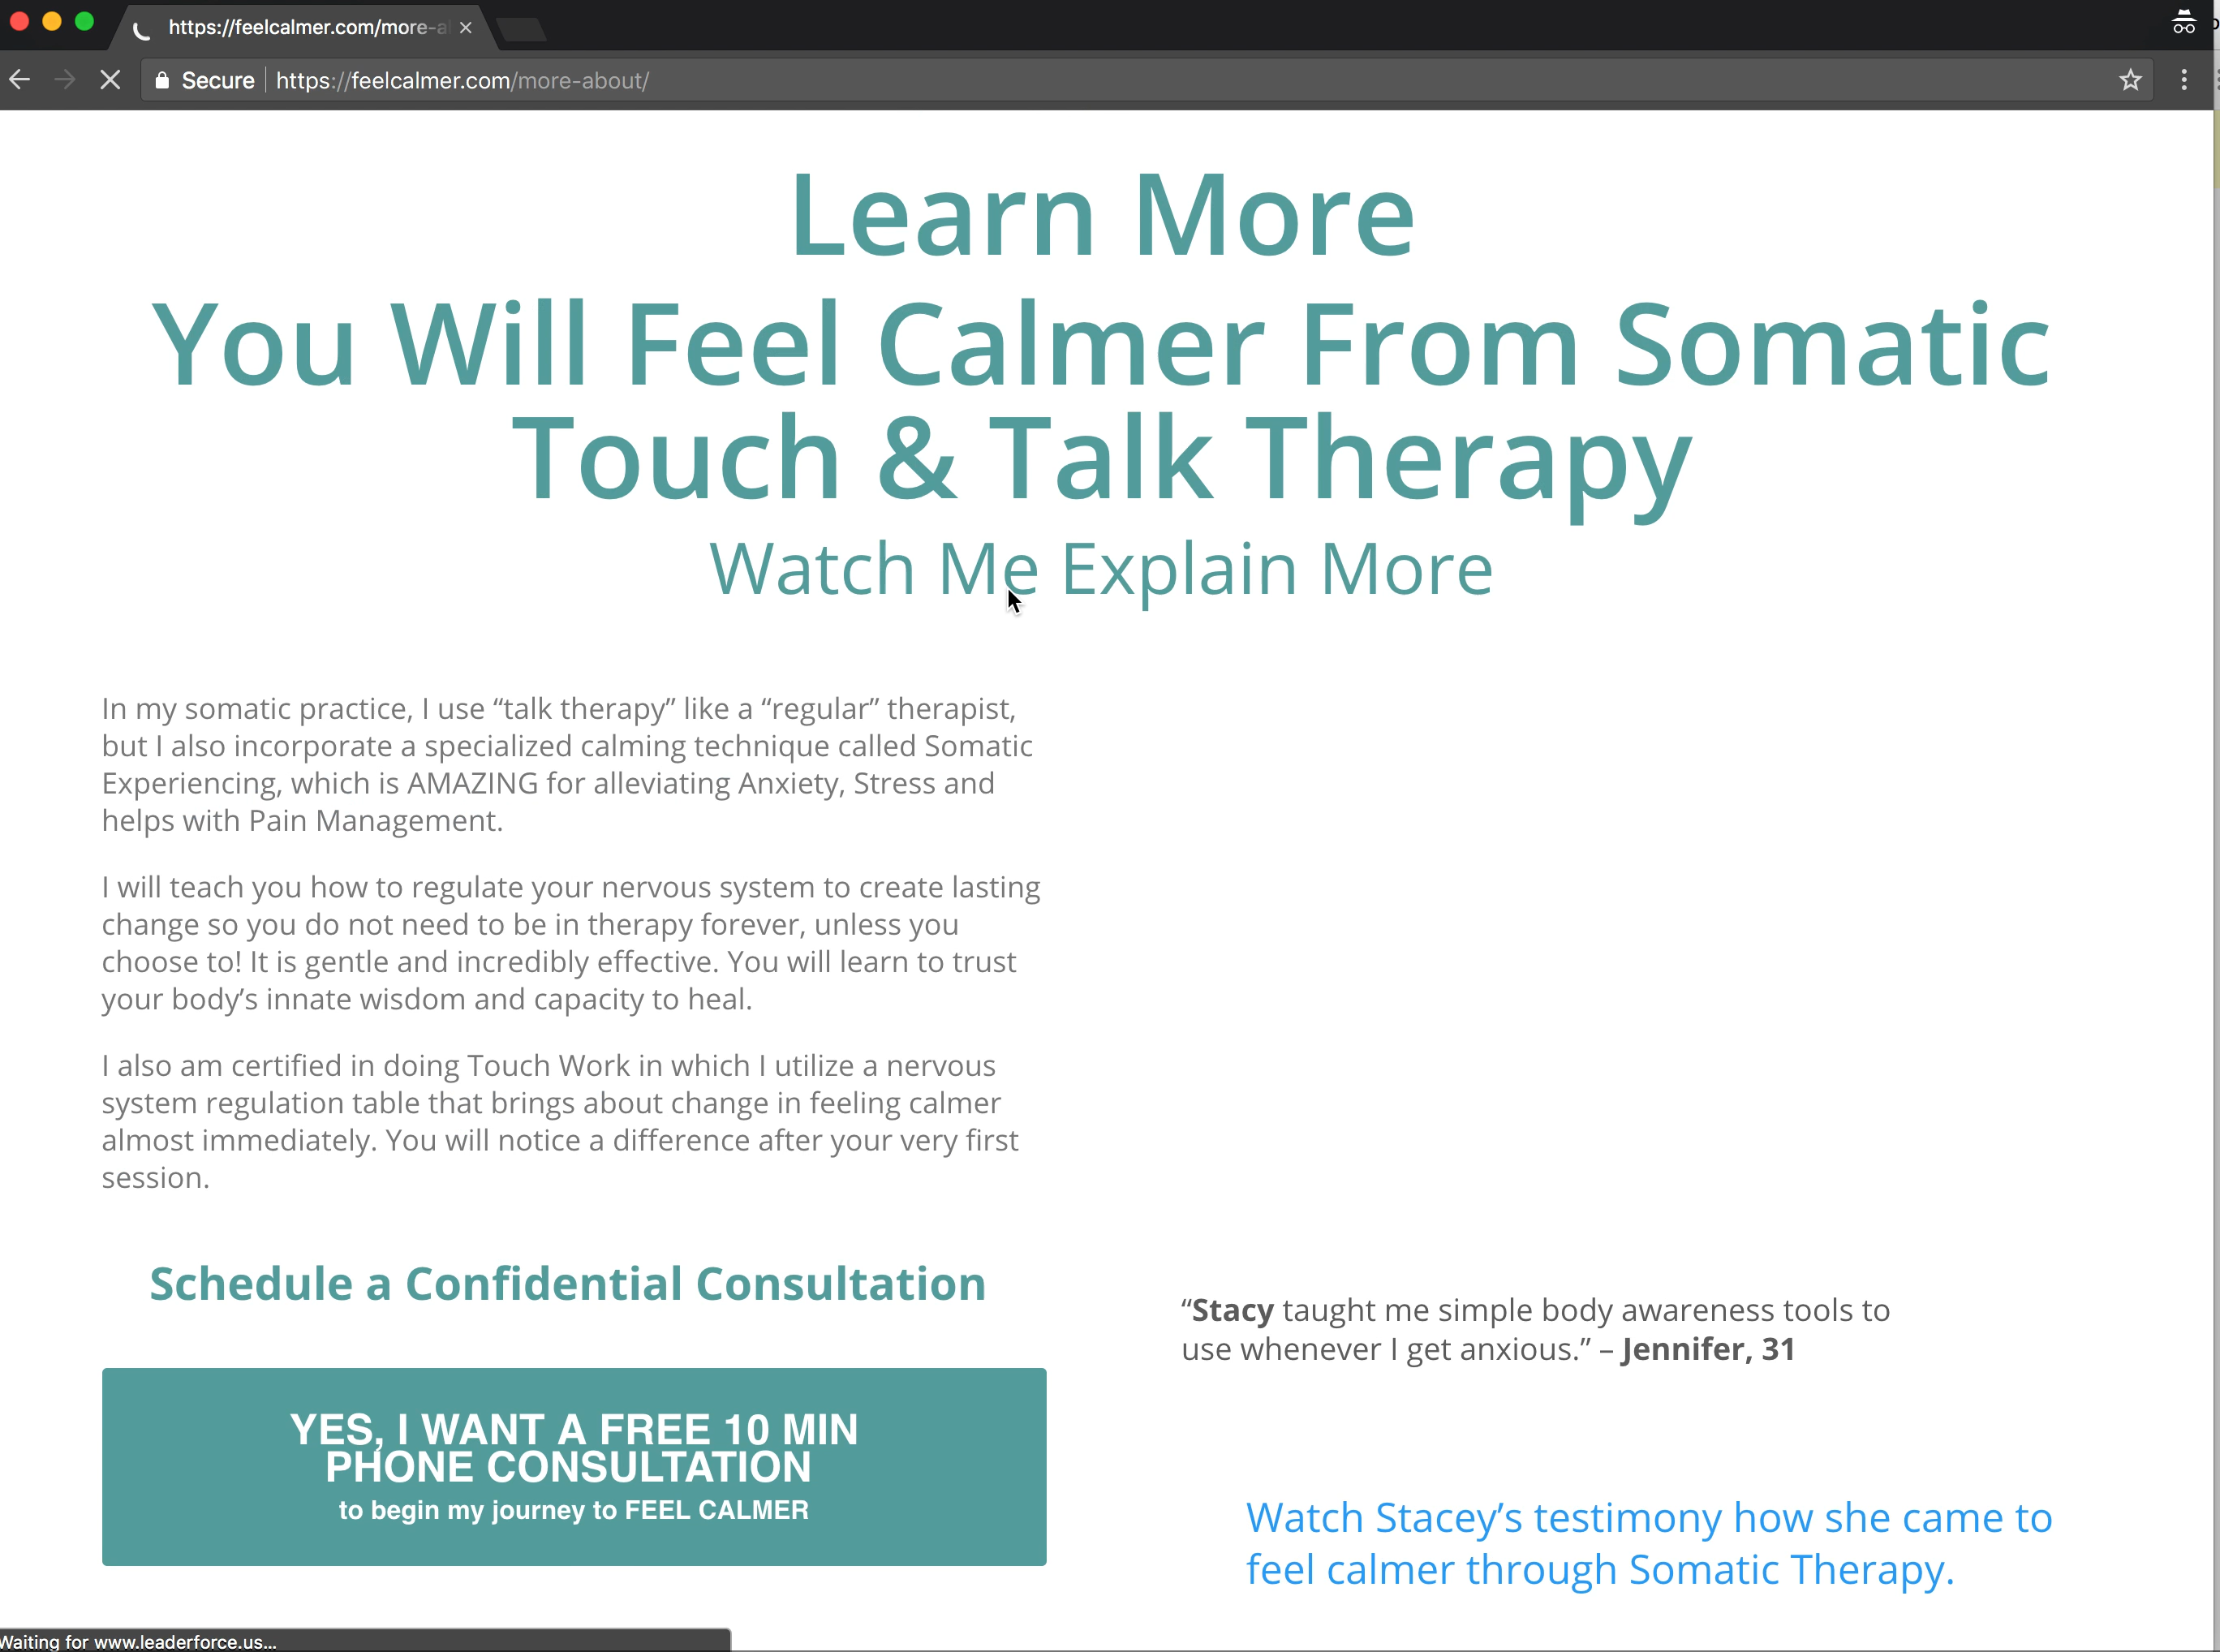 https://feelcalmer.com/more-a
Secure https://feelcalmer.com/more-about/
Learn More
You Will Feel Calmer From Somatic
Touch & Talk Therapy
Watch Me Explain More
In my somatic practice, I use “talk therapy” like a “regular” therapist,
but I also incorporate a specialized calming technique called Somatic
Experiencing, which is AMAZING for alleviating Anxiety, Stress and
helps with Pain Management.
I will teach you how to regulate your nervous system to create lasting
change so you do not need to be in therapy forever, unless you
choose to! It is gentle and incredibly effective. You will learn to trust
your body’s innate wisdom and capacity to heal.
I also am certified in doing Touch Work in which I utilize a nervous
system regulation table that brings about change in feeling calmer
almost immediately. You will notice a difference after your very first
session.
Schedule a Confidential Consultation
YES, I WANT A FREE 10 MIN
PHONE CONSULTATION
to begin my journey to FEEL CALMER
“Stacy taught me simple body awareness tools to
use whenever I get anxious.” – Jennifer, 31
Watch Stacey’s testimony how she came to
feel calmer through Somatic Therapy.
Waiting for www.leaderforce.us...